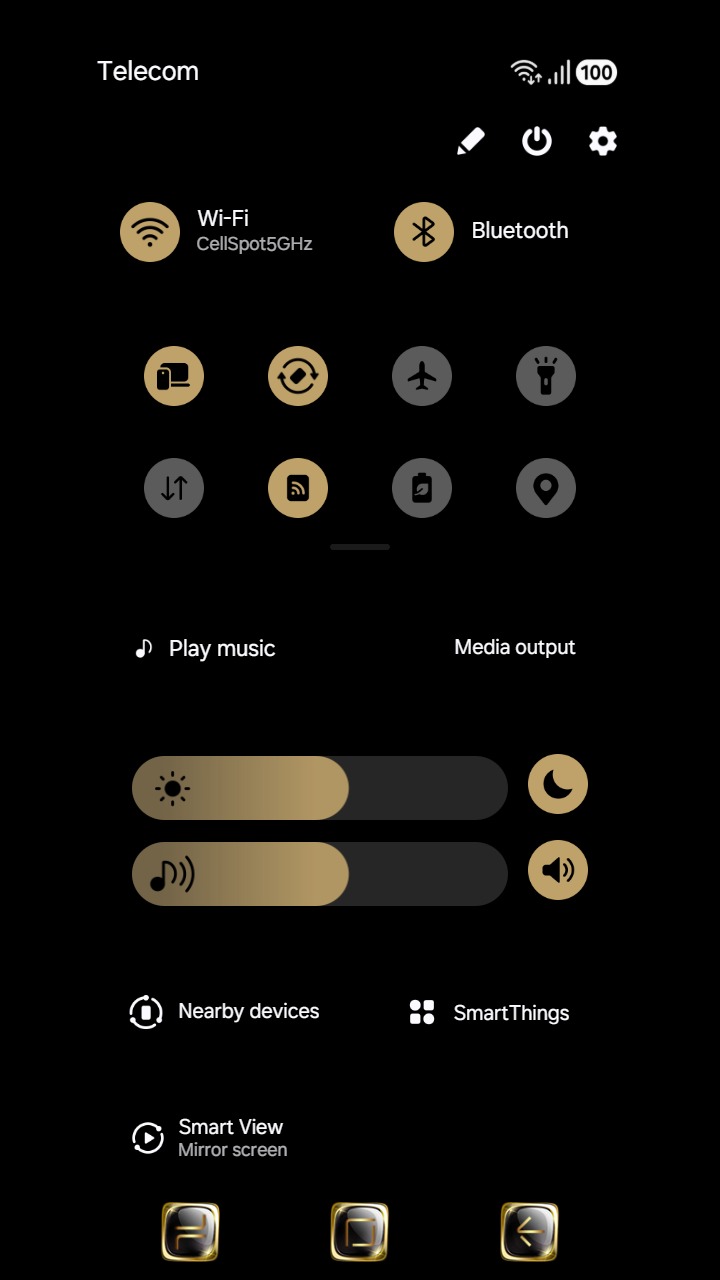 Telecom
100
Wi-Fi
CellSpot5GHz
Bluetooth
Play music
Media output
Nearby devices
SmartThings
Smart View
Mirror screen